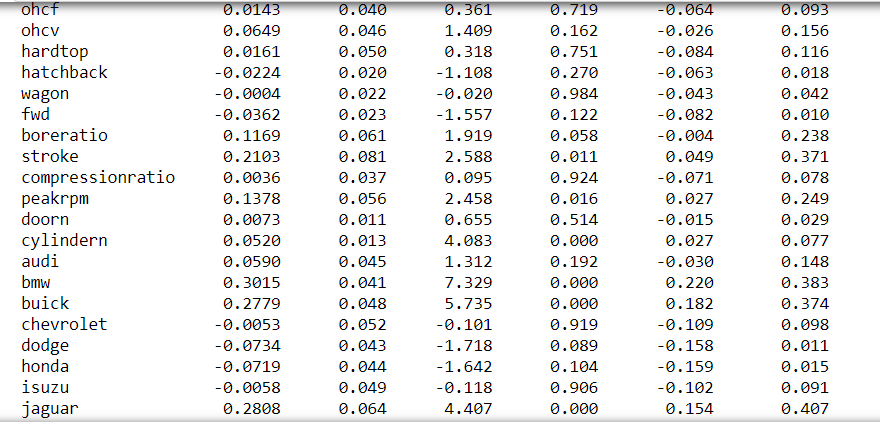 ohcf 0.0143 0.040 0.361 0.719 -0.064 0.093
ohcv 0.0649 0.046 1.409 0.162 -0.026 0.156
hardtop 0.0161 0.050 0.318 0.751 -0.084 0.116
hatchback -0.0224 0.020 -1.108 0.270 -0.063 0.018
wagon -0.0004 0.022 -0.020 0.984 -0.043 0.042
fwd -0.0362 0.023 -1.557 0.122 -0.082 0.010
boreratio 0.1169 0.061 1.919 0.058 -0.004 0.238
stroke 0.2103 0.081 2.588 0.011 0.049 0.371
compressionratio 0.0036 0.037 0.095 0.924 -0.071 0.078
peakrpm 0.1378 0.056 2.458 0.016 0.027 0.249
doorn 0.0073 0.011 0.655 0.514 -0.015 0.029
cylindern 0.0520 0.013 4.083 0.000 0.027 0.077
audi 0.0590 0.045 1.312 0.192 -0.030 0.148
bmw 0.3015 0.041 7.329 0.000 0.220 0.383
buick 0.2779 0.048 5.735 0.000 0.182 0.374
chevrolet -0.0053 0.052 -0.101 0.919 -0.109 0.098
dodge -0.0734 0.043 -1.718 0.089 -0.158 0.011
honda -0.0719 0.044 -1.642 0.104 -0.159 0.015
isuzu -0.0058 0.049 -0.118 0.906 -0.102 0.091
jaguar 0.2808 0.064 4.407 0.000 0.154 0.407